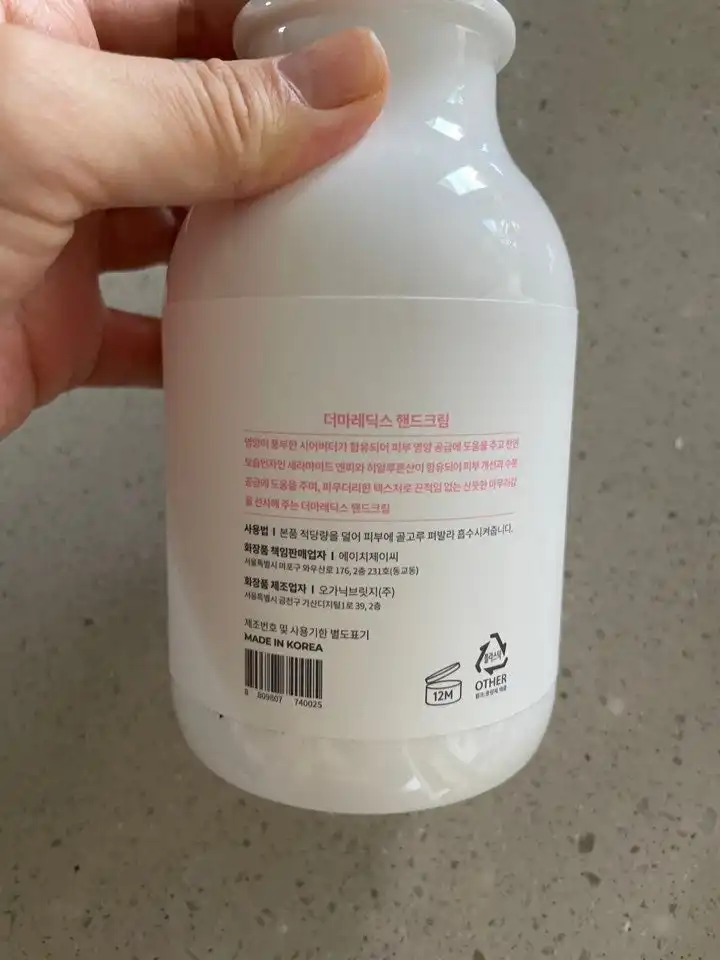 더마레딕스 핸드크림
영양이 풍부한 시어버터가 함유되어 피부 영양 공급에 도움을 주고 천연
보습인자인 세라마이드 엔피와 히알루론산이 함유되어 피부 개선과 수분
공급에 도움을 주며, 피우더리한 텍스처로 끈적임 없는 산뜻한 마무리감
을 선사해 주는 더마레딕스 핸드크림
사용법 | 본품 적당량을 덜어 피부에 골고루 펴발라 흡수시켜줍니다.
화장품 책임판매업자 | 에이치제이씨
서울특별시 마포구 와우산로 176, 2층 231호(동교동)
화장품 제조업자 | 오가닉브릿지(주)
서울특별시 금천구 가산디지털1로 39, 2층
제조번호 및 사용기한 별도표기
MADE IN KOREA
8 809807 740025
12M
플라스틱
OTHER